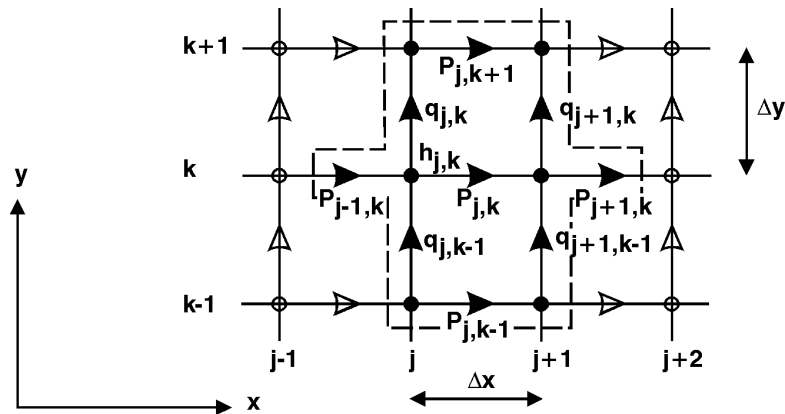 k+1
P j,k+1
q j,k
q j+1,k
Δy
h j,k
k
y
P j-1,k
P j,k
P j+1,k
q j,k-1
q j+1,k-1
k-1
P j,k-1
j-1
j
j+1
j+2
Δx
x